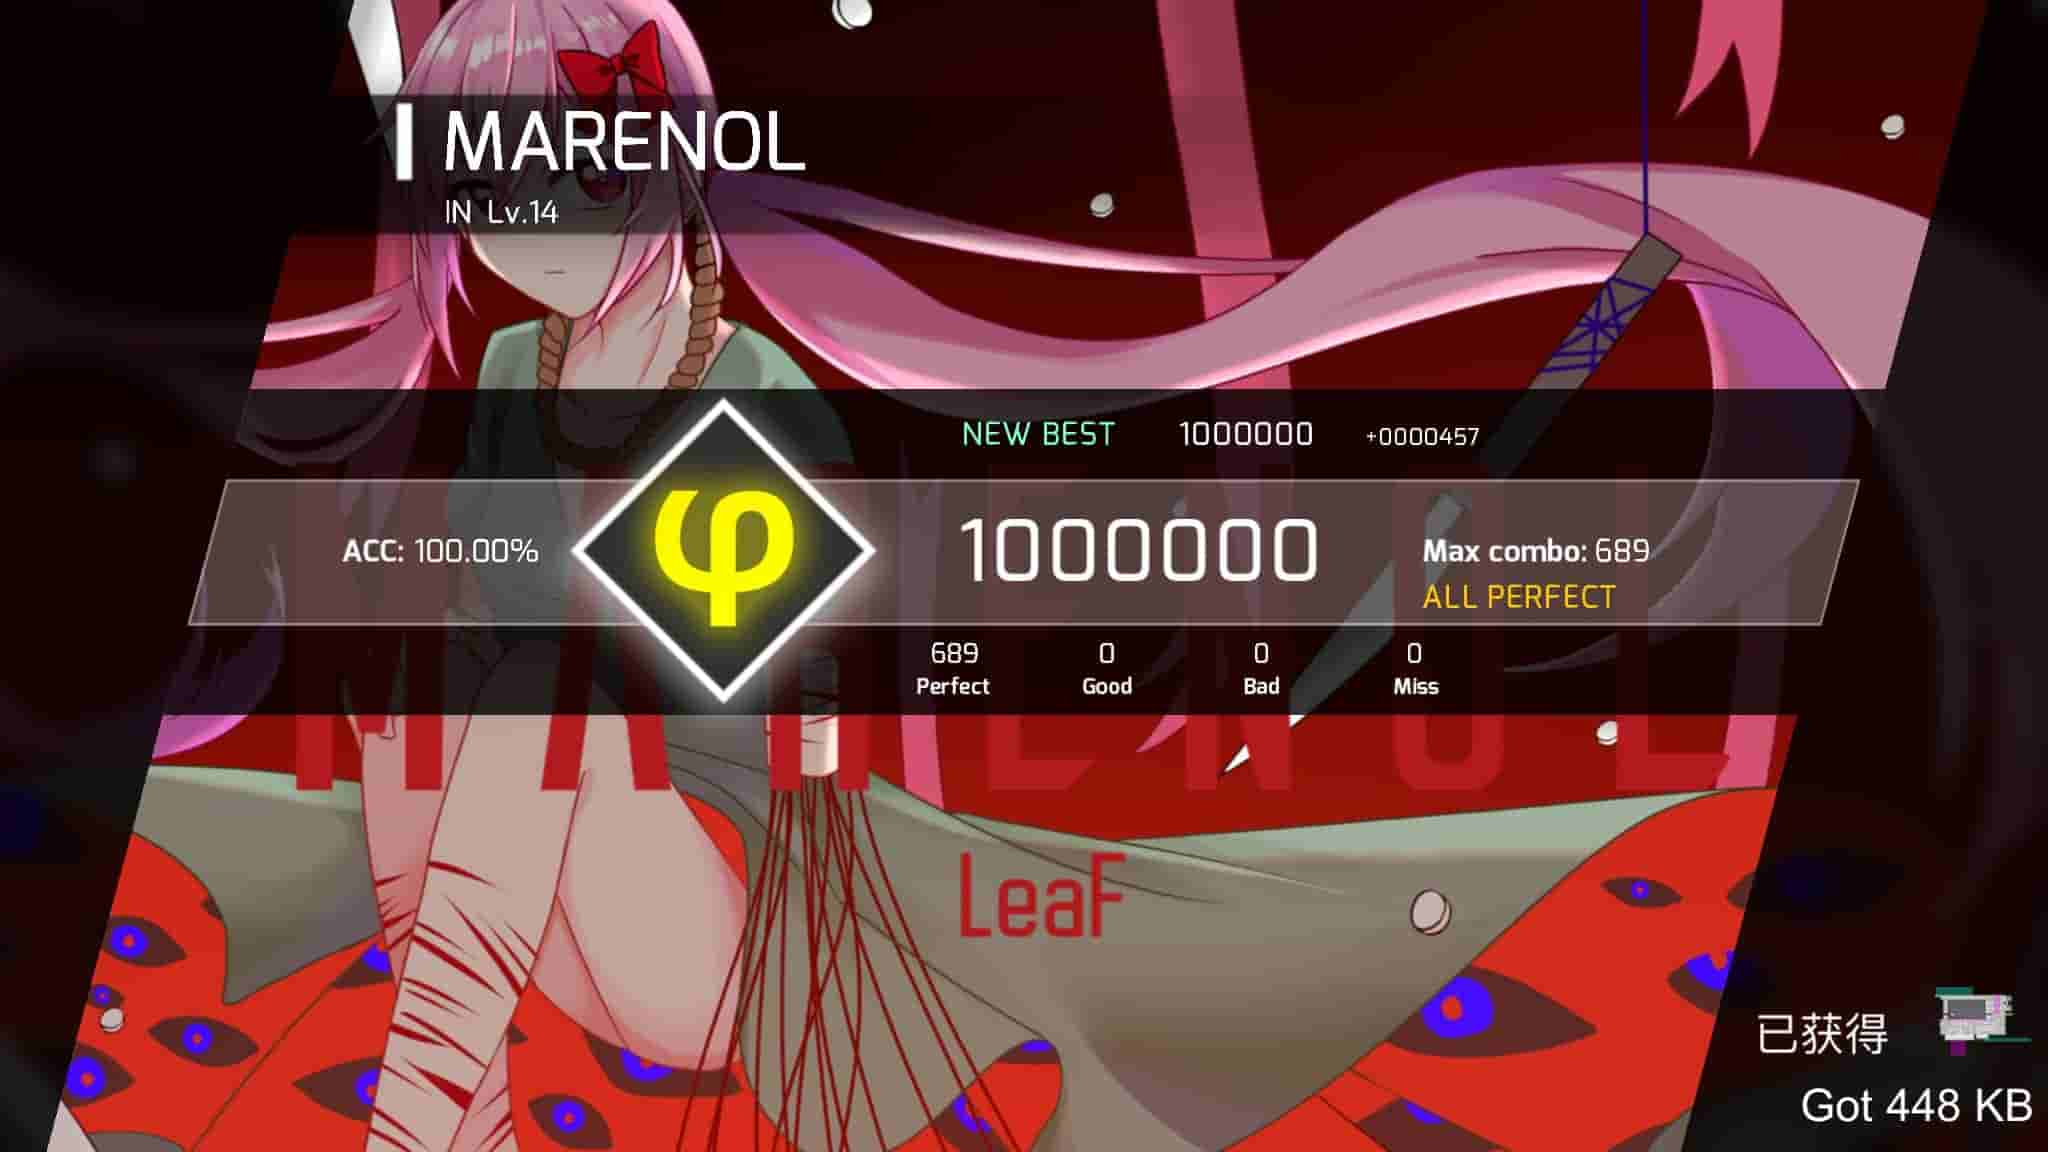 MARENOL
IN Lv.14
NEW BEST 1000000 +0000457
ACC: 100.00% φ 1000000 Max combo: 689
ALL PERFECT
689 0 0 0
Perfect Good Bad Miss
MARENOL
LeaF
已获得
Got 448 KB